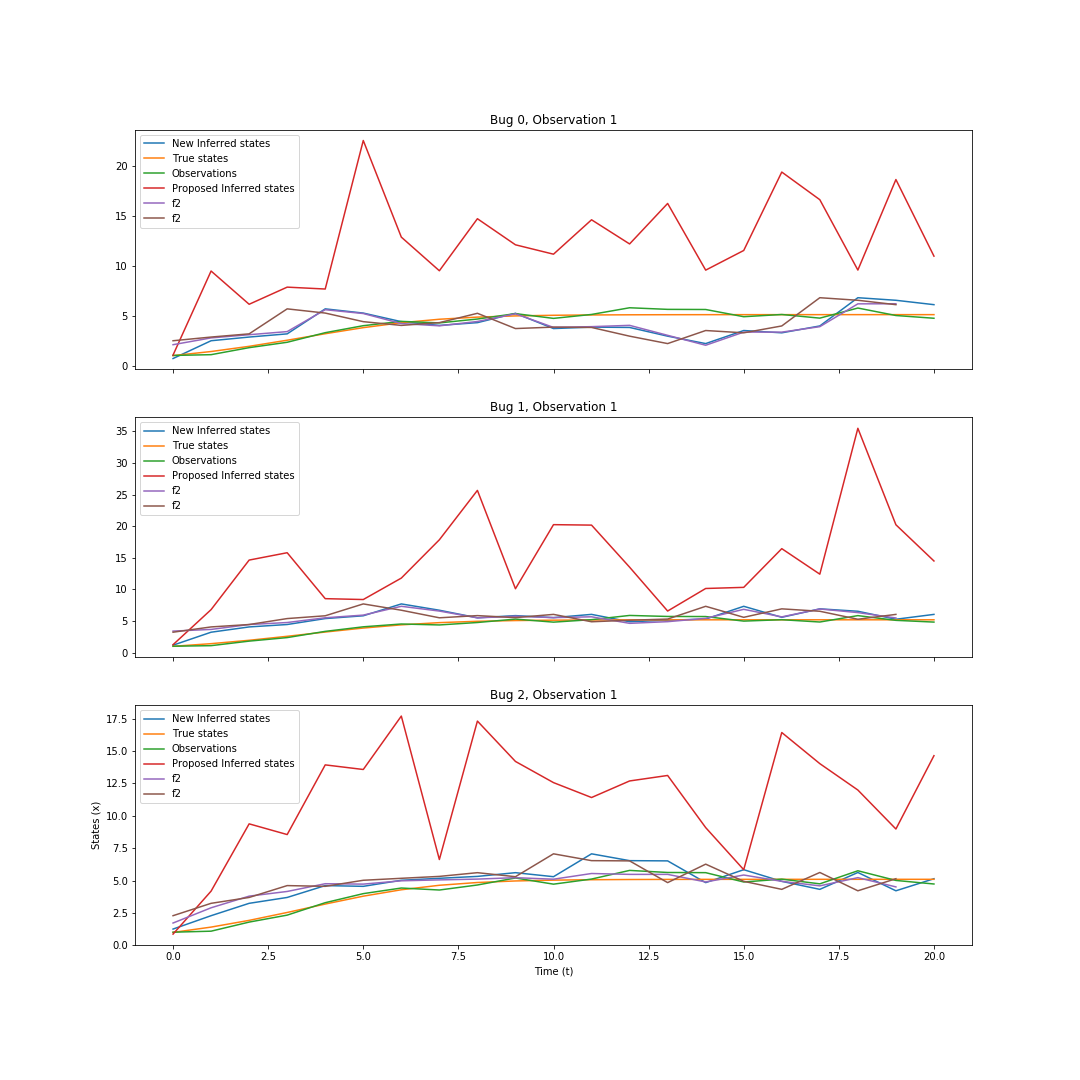 Bug 0, Observation 1
New Inferred states
True states
Observations
Proposed Inferred states
f2
f2
20
15
10
5
0
Bug 1, Observation 1
New Inferred states
True states
Observations
Proposed Inferred states
f2
f2
35
30
25
20
15
10
5
0
Bug 2, Observation 1
New Inferred states
True states
Observations
Proposed Inferred states
f2
f2
17.5
15.0
12.5
10.0
7.5
5.0
2.5
0.0
States (x)
0.0 2.5 5.0 7.5 10.0 12.5 15.0 17.5 20.0
Time (t)